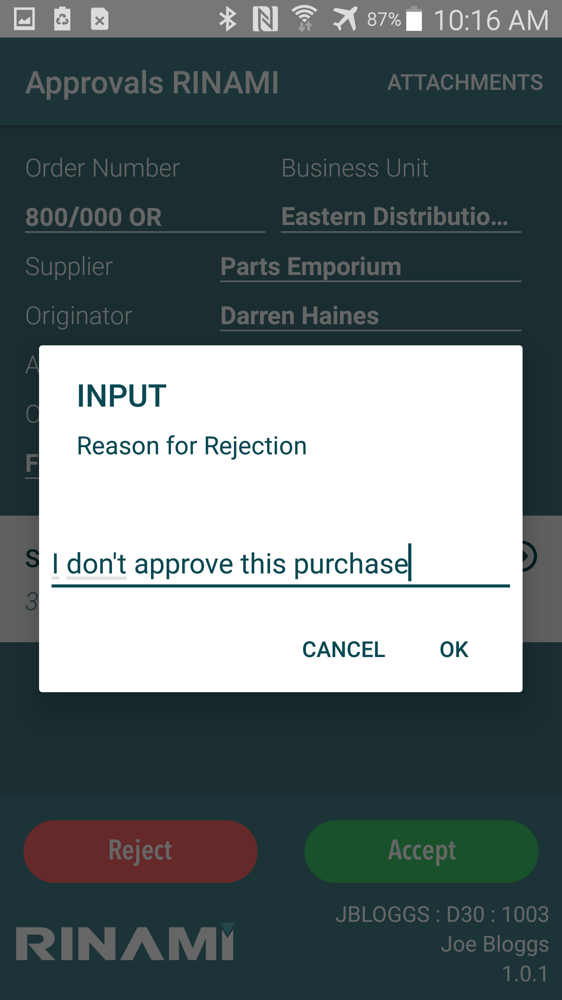 87% 10:16 AM
Approvals RINAMI ATTACHMENTS
Order Number Business Unit
800/000 OR Eastern Distributio...
Supplier Parts Emporium
Originator Darren Haines
A
O
F
INPUT
Reason for Rejection
S
I don't approve this purchase
3
CANCEL OK
Reject Accept
JBLOGGS : D30 : 1003
RINAMI
Joe Bloggs
1.0.1